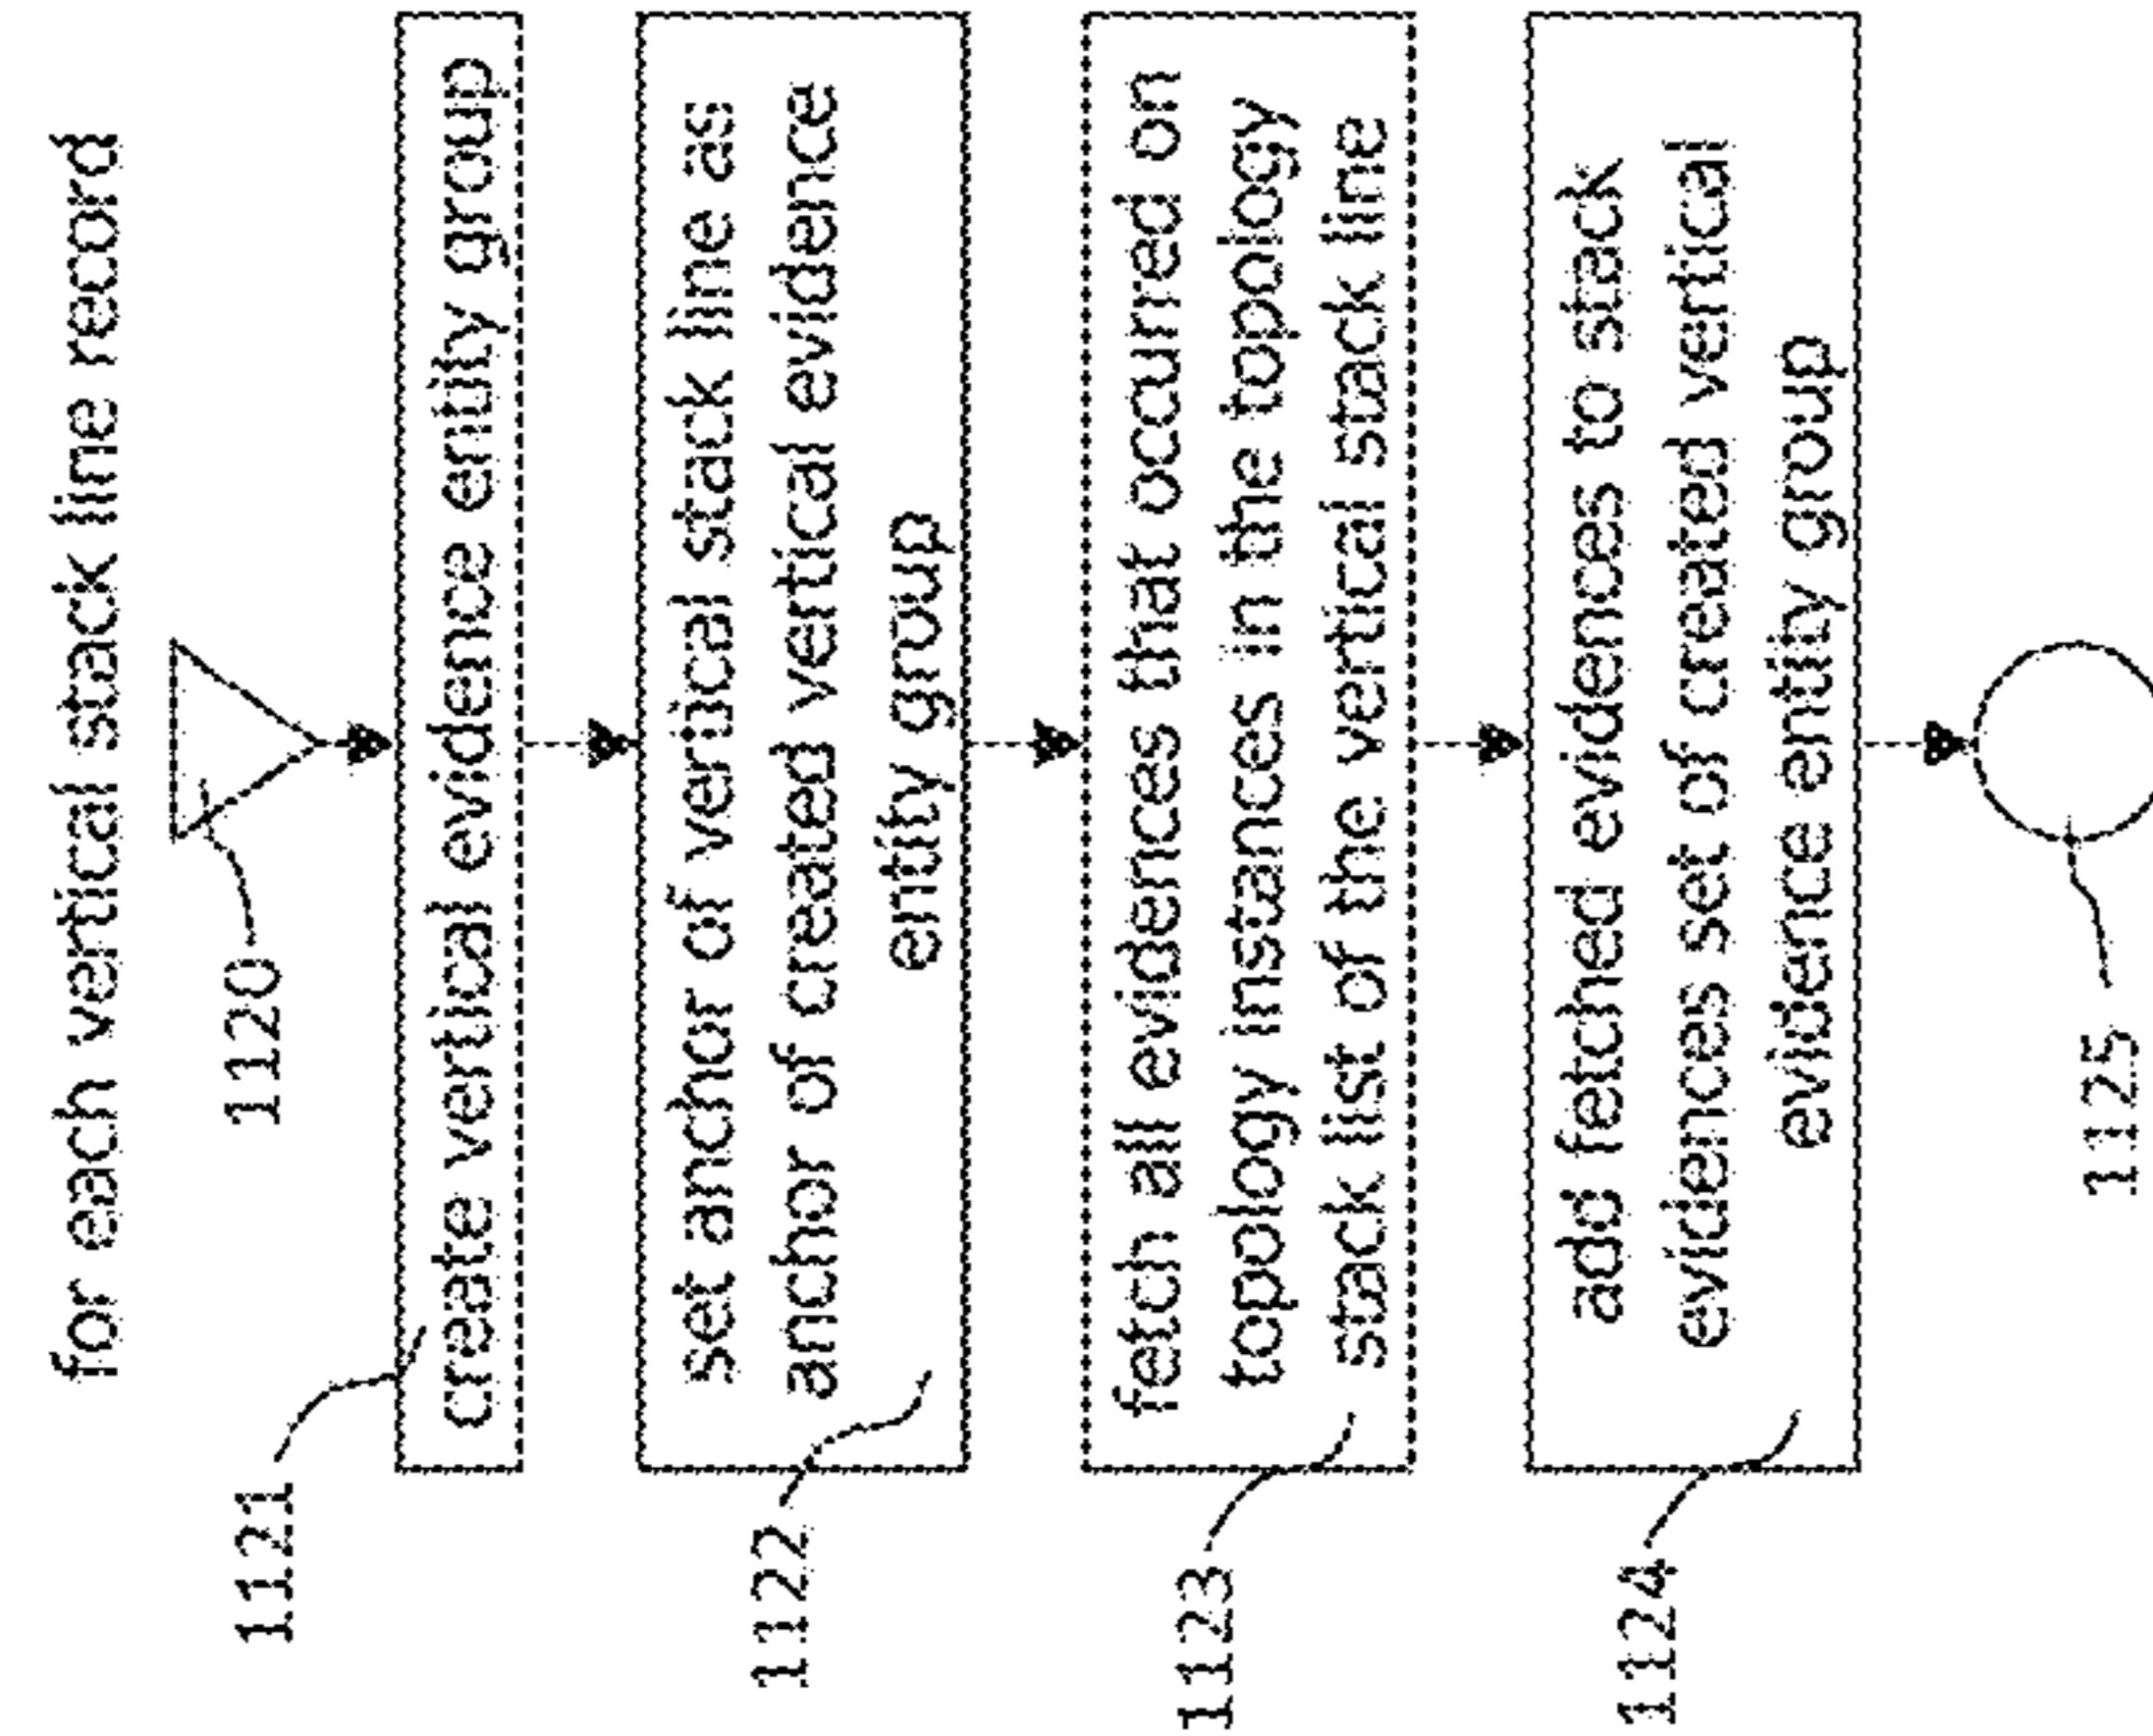 for each vertical stack line record
1120
1121
create vertical evidence entity group
1122
set anchor of vertical stack line as
anchor of created vertical evidence
entity group
1123
fetch all evidences that occurred on
topology instances in the topology
stack list of the vertical stack line
1124
add fetched evidences to stack
evidences set of created vertical
evidence entity group
1125